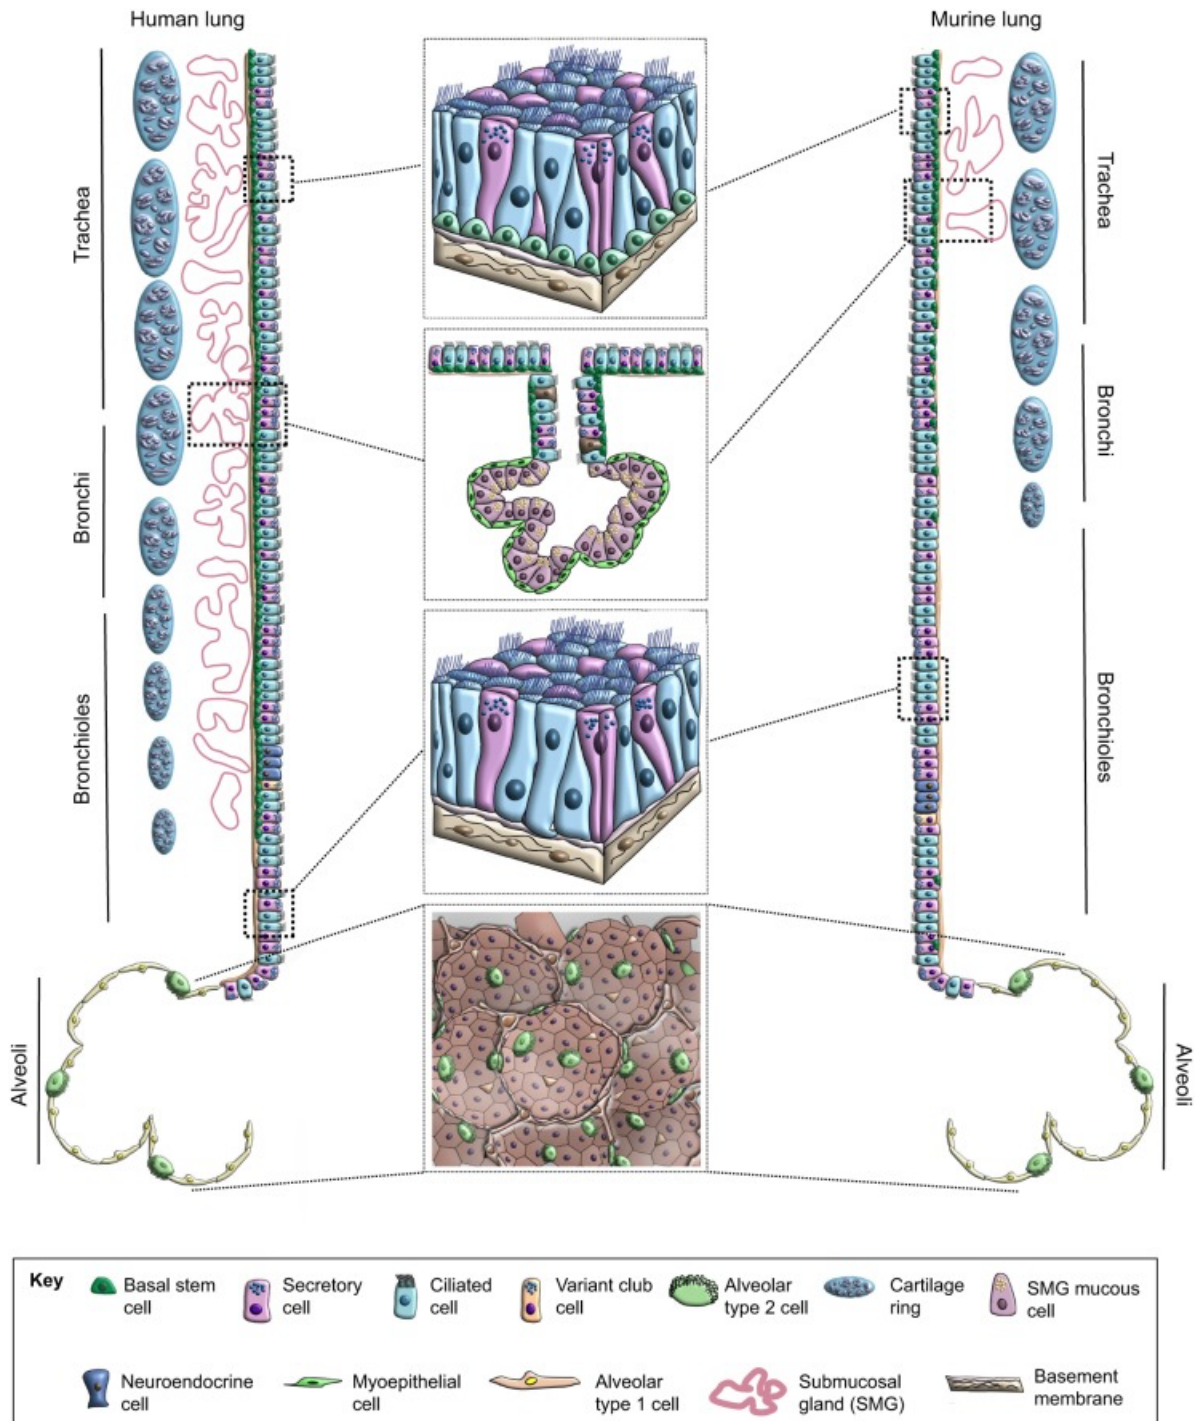 Human lung
Murine lung
Trachea
Bronchi
Bronchioles
Alveoli
Trachea
Bronchi
Bronchioles
Alveoli
Key
Basal stem
cell
Secretory
cell
Ciliated
cell
Variant club
cell
Alveolar
type 2 cell
Cartilage
ring
SMG mucous
cell
Neuroendocrine
cell
Myoepithelial
cell
Alveolar
type 1 cell
Submucosal
gland (SMG)
Basement
membrane